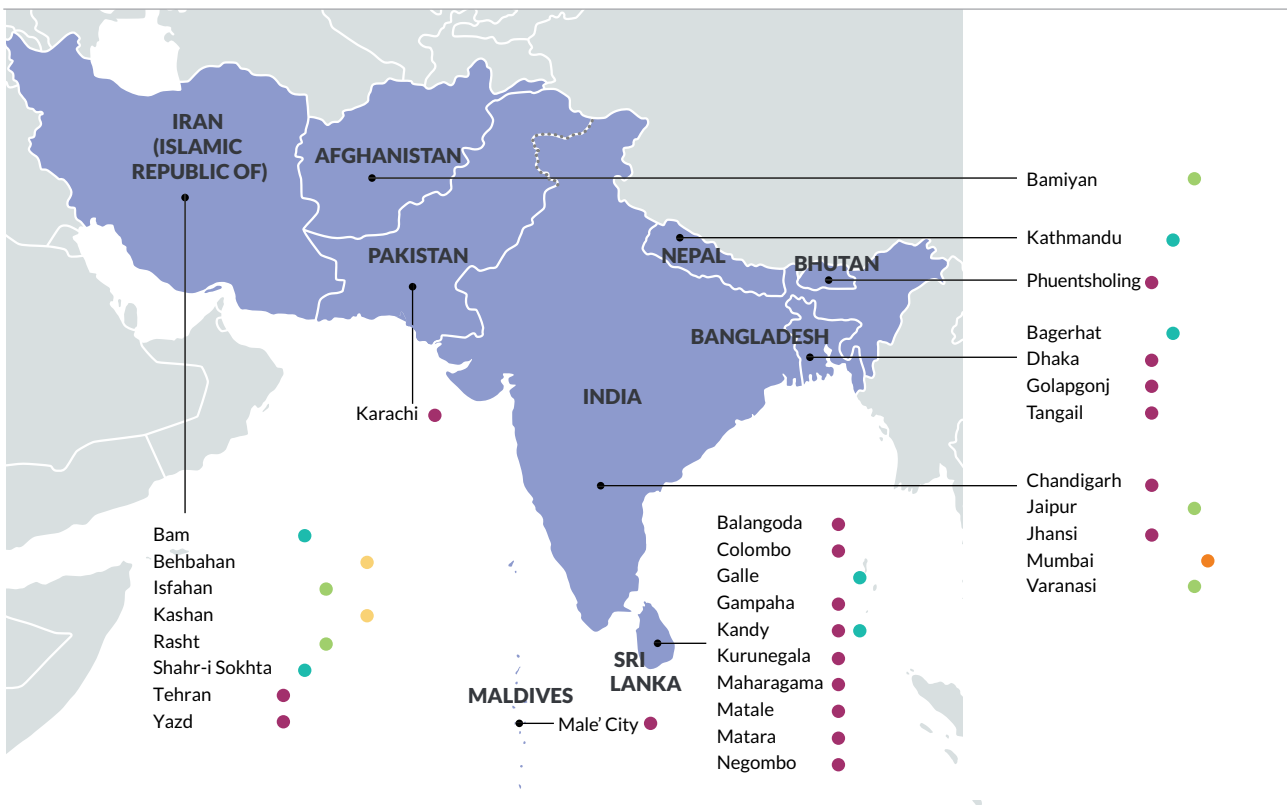 IRAN
(ISLAMIC
REPUBLIC OF)
AFGHANISTAN
PAKISTAN
NEPAL
BHUTAN
BANGLADESH
INDIA
SRI
LANKA
MALDIVES
Bamiyan
Kathmandu
Phuentsholing
Bagerhat
Dhaka
Golapgonj
Tangail
Chandigarh
Jaipur
Jhansi
Mumbai
Varanasi
Karachi
Bam
Behbahan
Isfahan
Kashan
Rasht
Shahr-i Sokhta
Tehran
Yazd
Male' City
Balangoda
Colombo
Galle
Gampaha
Kandy
Kurunegala
Maharagama
Matale
Matara
Negombo